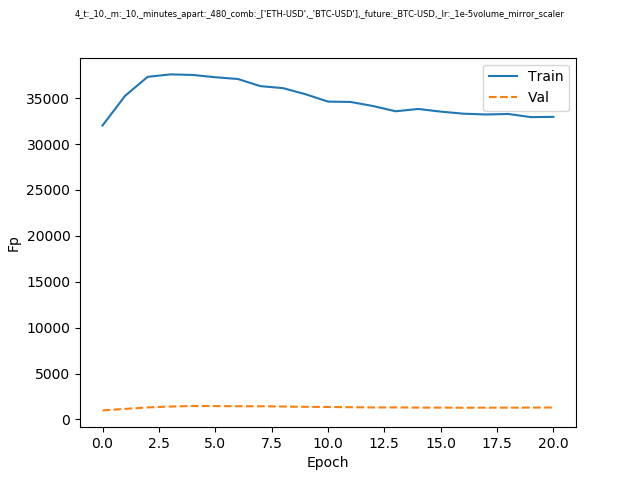 4_t:_10,_m:_10,_minutes_apart:_480_comb:_['ETH-USD',_'BTC-USD'],_future:_BTC-USD,_lr:_1e-5volume_mirror_scaler
Train
Val
35000
30000
25000
20000
15000
10000
5000
0
Fp
0.0 2.5 5.0 7.5 10.0 12.5 15.0 17.5 20.0
Epoch